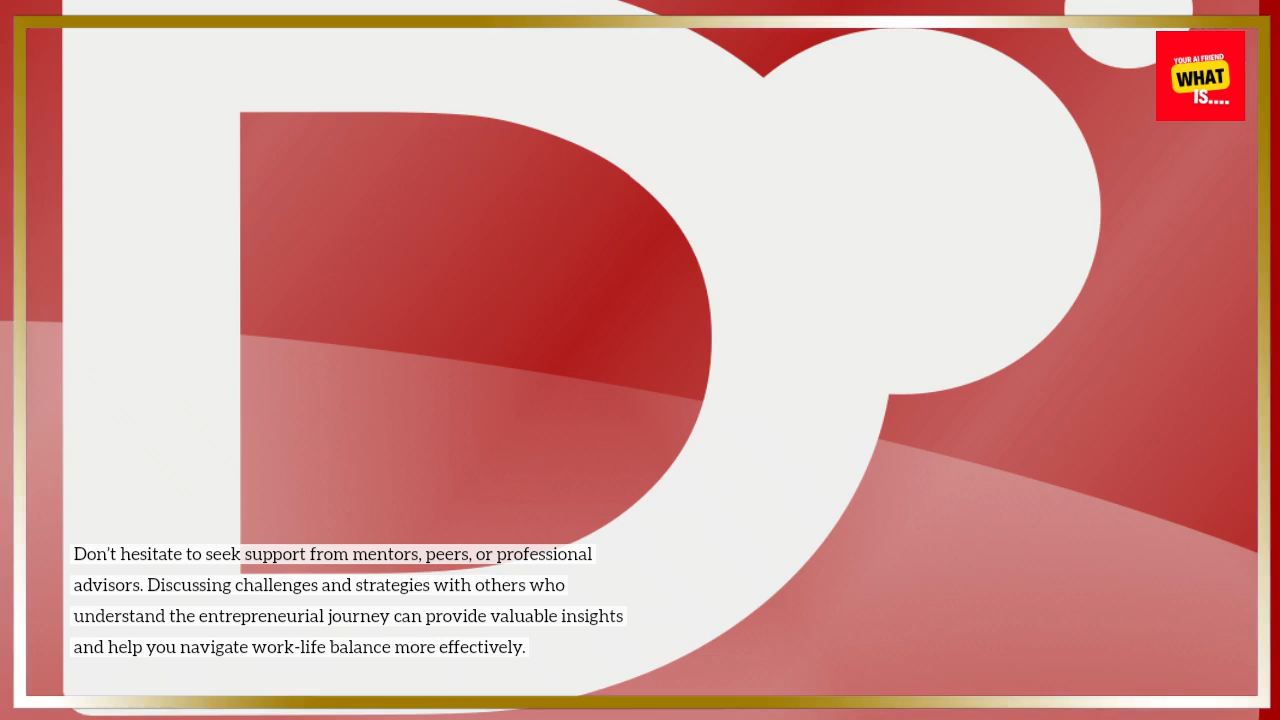 YOUR AI FRIEND
WHAT
IS....
Don't hesitate to seek support from mentors, peers, or professional
advisors. Discussing challenges and strategies with others who
understand the entrepreneurial journey can provide valuable insights
and help you navigate work-life balance more effectively.